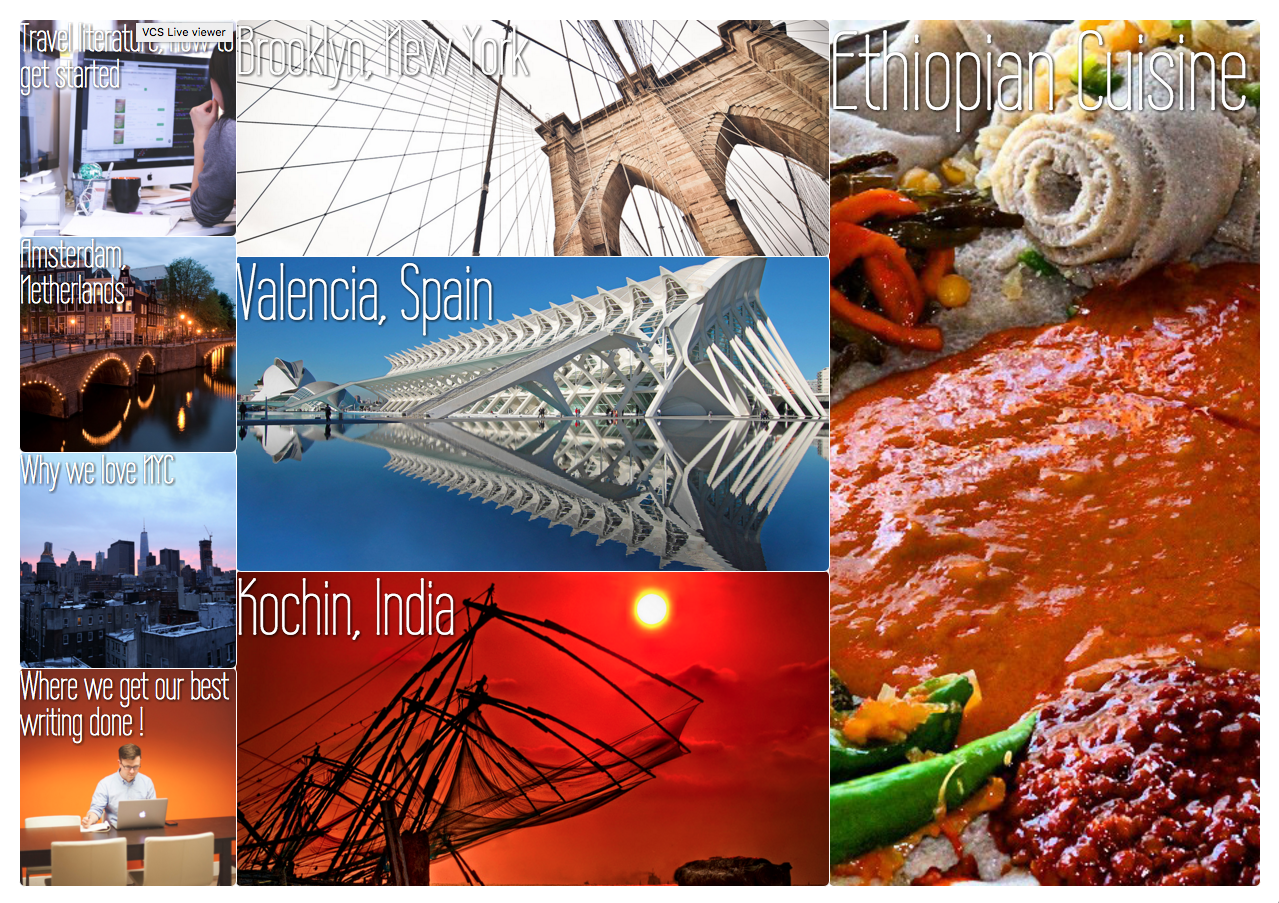 Travel literature, how to
get started
VCS Live viewer
Amsterdam,
Netherlands
Why we love NYC
Where we get our best
writing done !
Brooklyn, New York
Valencia, Spain
Kochin, India
Ethiopian Cuisine